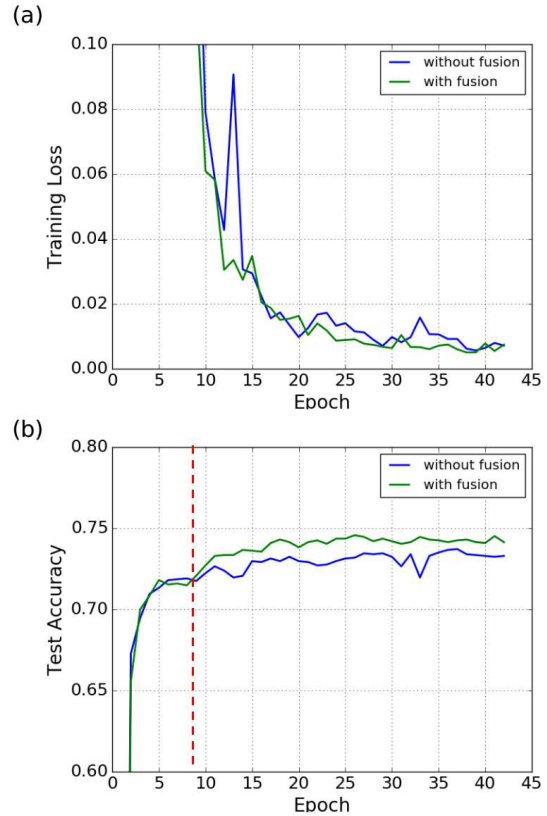 (a)
0.10
0.08
0.06
0.04
0.02
0.00
Training Loss
without fusion
with fusion
0 5 10 15 20 25 30 35 40 45
Epoch
(b)
0.80
0.75
0.70
0.65
0.60
Test Accuracy
without fusion
with fusion
0 5 10 15 20 25 30 35 40 45
Epoch